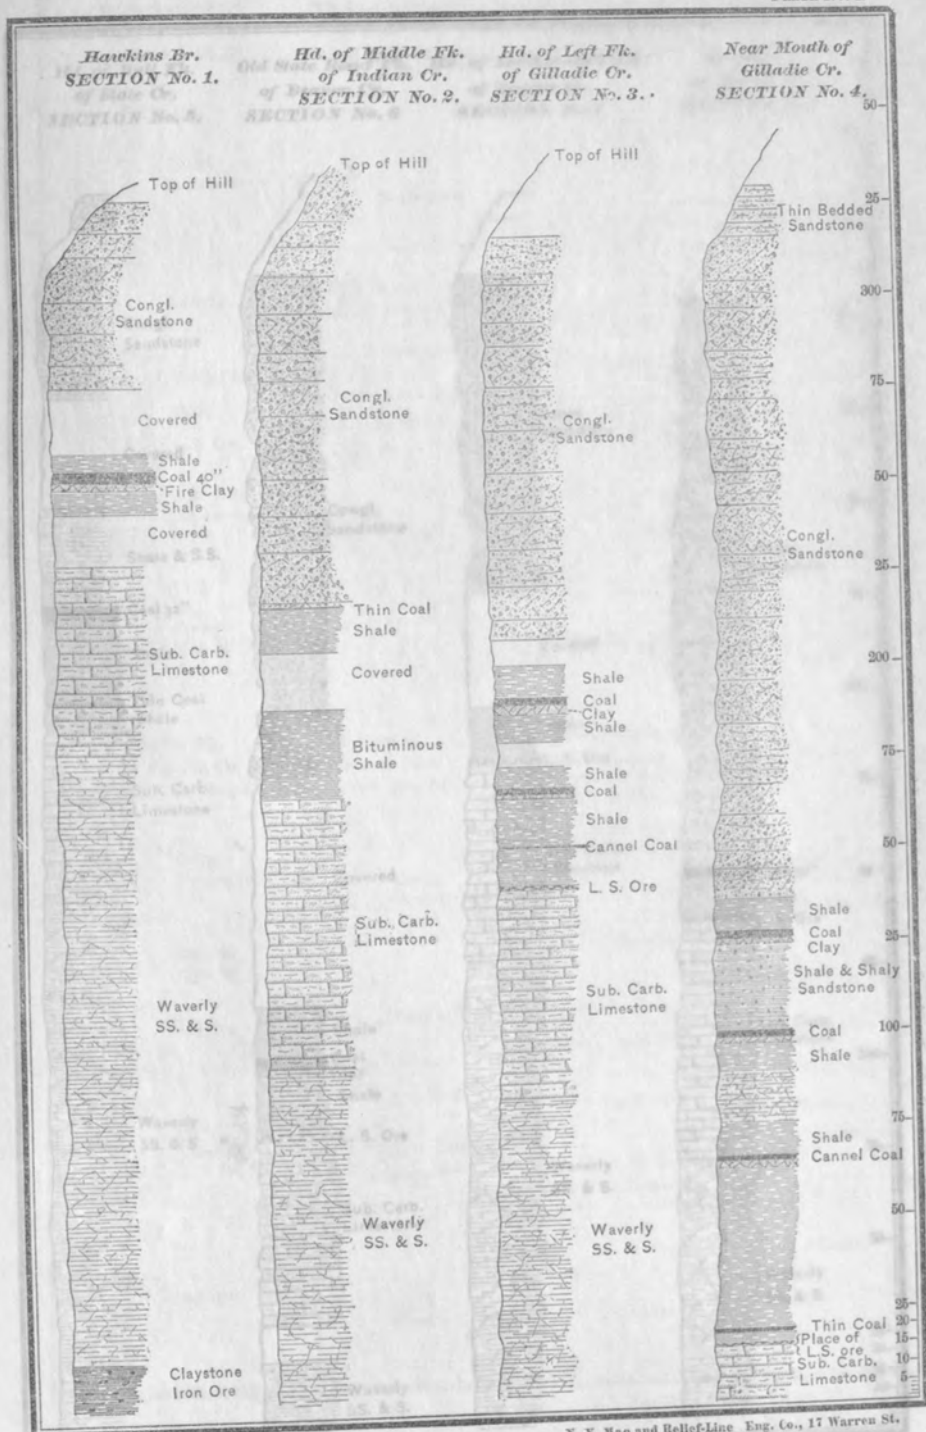 Hawkins Br.
SECTION No. 1.
Top of Hill
Congl.
Sandstone
Covered
Shale
Coal 40"
Fire Clay
Shale
Covered
Sub. Carb.
Limestone
Waverly
SS. & S.
Claystone
Iron Ore
Hd. of Middle Fk.
of Indian Cr.
SECTION No. 2.
Top of Hill
Congl.
Sandstone
Thin Coal
Shale
Covered
Bituminous
Shale
Sub. Carb.
Limestone
Waverly
SS. & S.
Hd. of Left Fk.
of Gilladie Cr.
SECTION No. 3.
Top of Hill
Congl.
Sandstone
Shale
Coal
Clay
Shale
Shale
Coal
Shale
Cannel Coal
L. S. Ore
Sub. Carb.
Limestone
Waverly
SS. & S.
Near Mouth of
Gilladie Cr.
SECTION No. 4.
Thin Bedded
Sandstone
Congl.
Sandstone
Shale
Coal
Clay
Shale & Shaly
Sandstone
Coal
Shale
Shale
Cannel Coal
Thin Coal
Place of
L.S. ore
Sub. Carb.
Limestone
50
25
300
75
50
25
200
75
50
25
100
75
50
25
20
15
10
5
Map and Relief-Line Eng. Co., 17 Warren St.